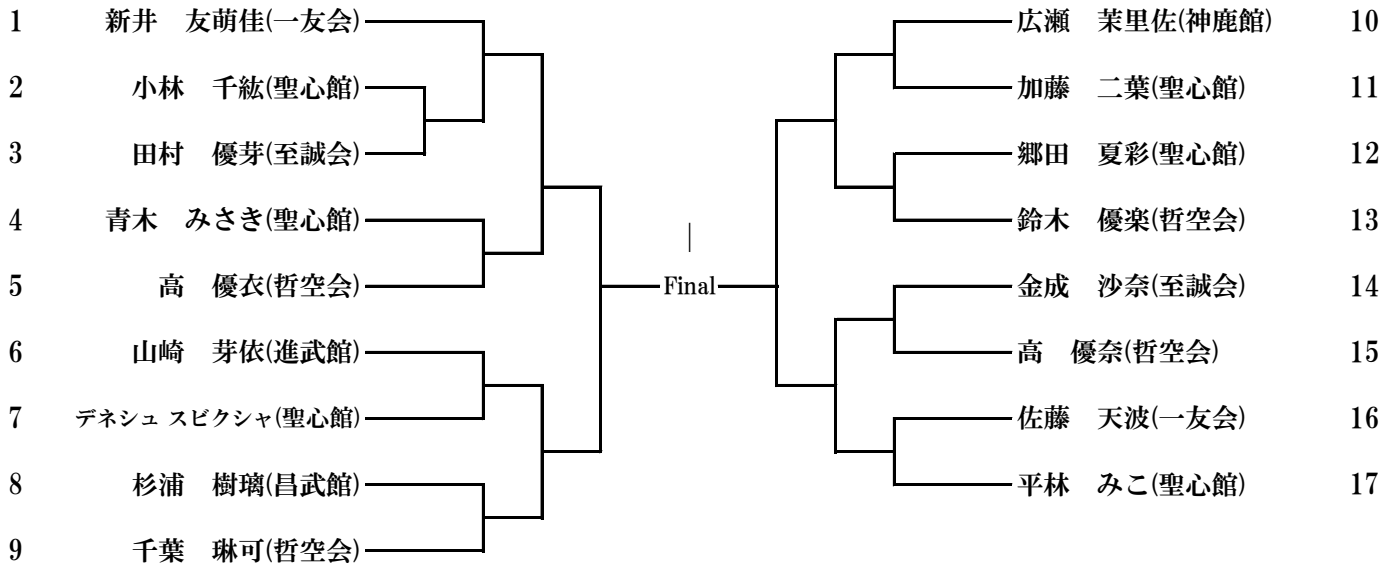 1 新井　友萌佳(一友会)
2 小林　千紘(聖心館)
3 田村　優芽(至誠会)
4 青木　みさき(聖心館)
5 高　優衣(哲空会)
6 山崎　芽依(進武館)
7 デネシュ スビクシャ(聖心館)
8 杉浦　樹璃(昌武館)
9 千葉　琳可(哲空会)
Final
広瀬　茉里佐(神鹿館) 10
加藤　二葉(聖心館) 11
郷田　夏彩(聖心館) 12
鈴木　優楽(哲空会) 13
金成　沙奈(至誠会) 14
高　優奈(哲空会) 15
佐藤　天波(一友会) 16
平林　みこ(聖心館) 17